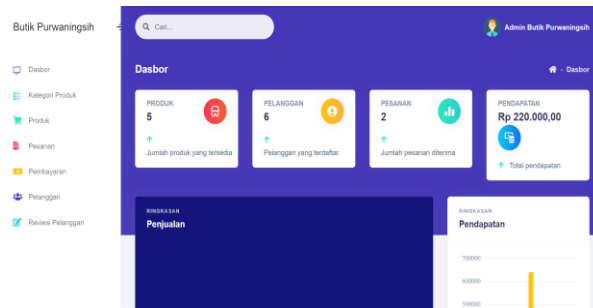 Butik Purwaningsih
Cari...
Admin Butik Purwaningsih
Dasbor
Kategori Produk
Produk
Pesanan
Pembayaran
Pelanggan
Review Pelanggan
Dasbor
- Dasbor
PRODUK
5
Jumlah produk yang tersedia
PELANGGAN
6
Pelanggan yang terdaftar
PESANAN
2
Jumlah pesanan diterima
PENDAPATAN
Rp 220.000,00
Total pendapatan
RINGKASAN
Penjualan
RINGKASAN
Pendapatan
700000
600000
500000